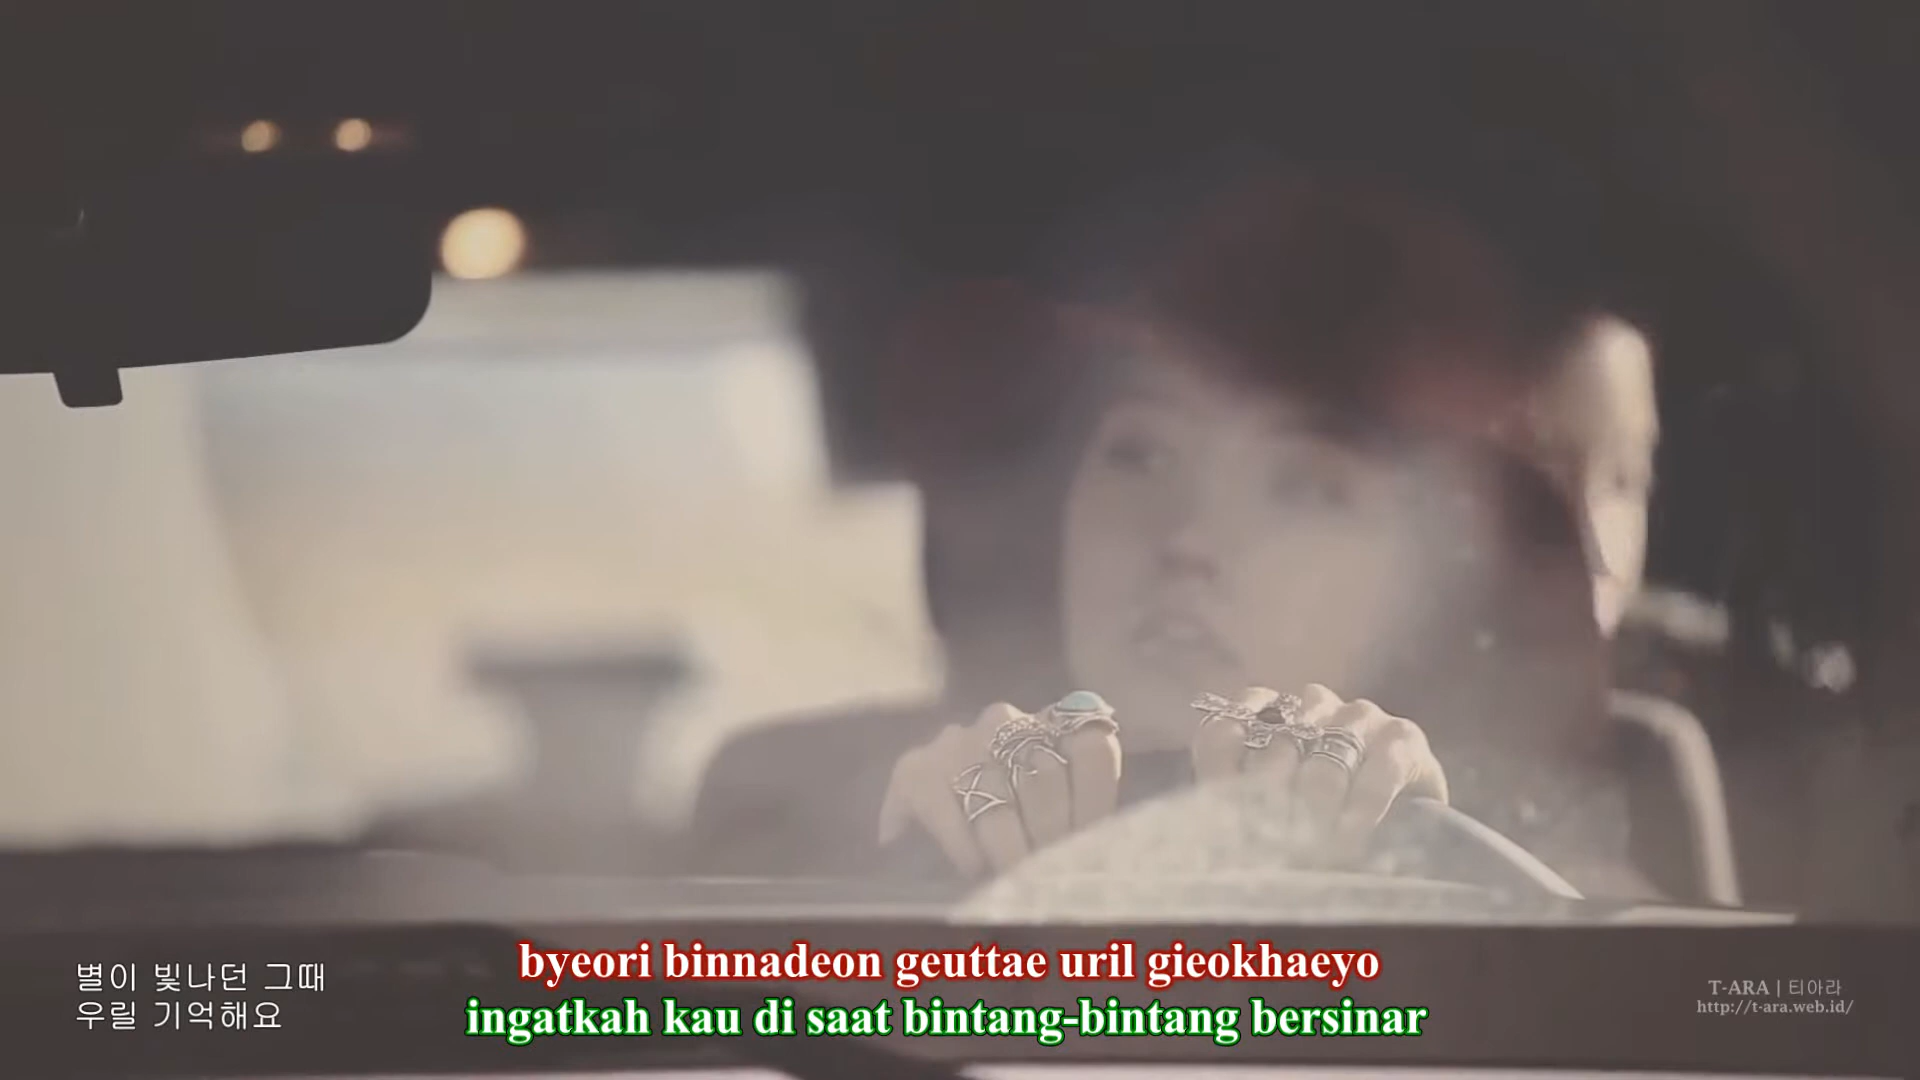 별이 빛나던 그때
우릴 기억해요
byeori binnadeon geuttae uril gieokhaeyo
ingatkah kau di saat bintang-bintang bersinar
T-ARA | 티아라
http://t-ara.web.id/